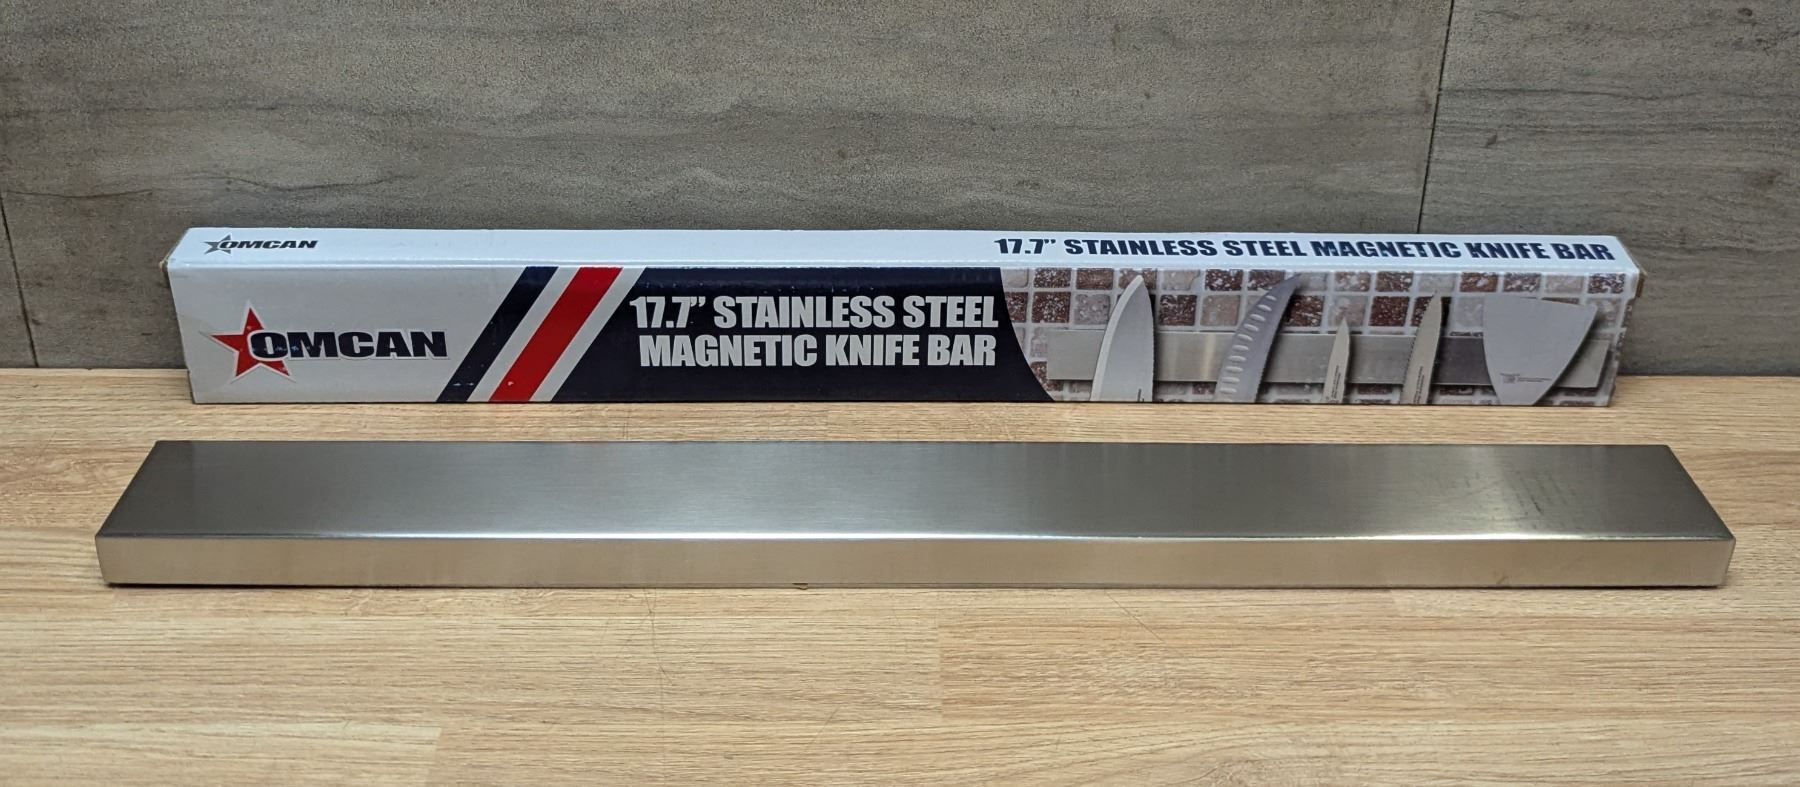 OMCAN
17.7” STAINLESS STEEL MAGNETIC KNIFE BAR
OMCAN
17.7” STAINLESS STEEL
MAGNETIC KNIFE BAR